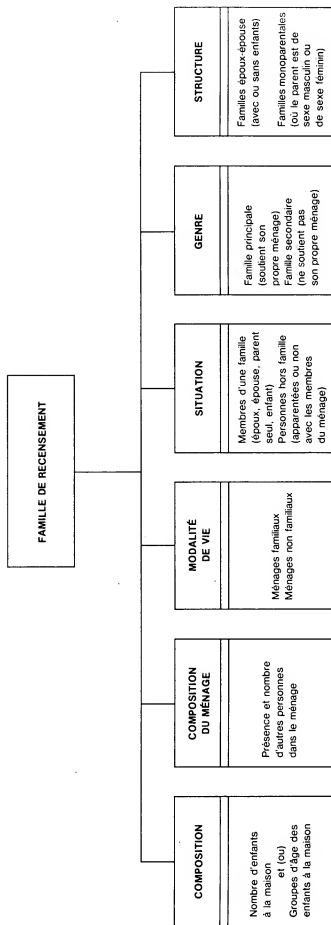 FAMILLE DE RECENSEMENT
COMPOSITION
Nombre d'enfants
à la maison
et (ou)
Groupes d'âge des
enfants à la maison
COMPOSITION
DU MÉNAGE
Présence et nombre
d'autres personnes
dans le ménage
MODALITÉ
DE VIE
Ménages familiaux
Ménages non familiaux
SITUATION
Membres d'une famille
(époux, épouse, parent
seul, enfant)
Personnes hors famille
(apparentées ou non
avec les membres
du ménage)
GENRE
Famille principale
(soutient son
propre ménage)
Famille secondaire
(ne soutient pas
son propre ménage)
STRUCTURE
Familles époux-épouse
(avec ou sans enfants)
Familles monoparentales
(où le parent est de
sexe masculin ou
de sexe féminin)